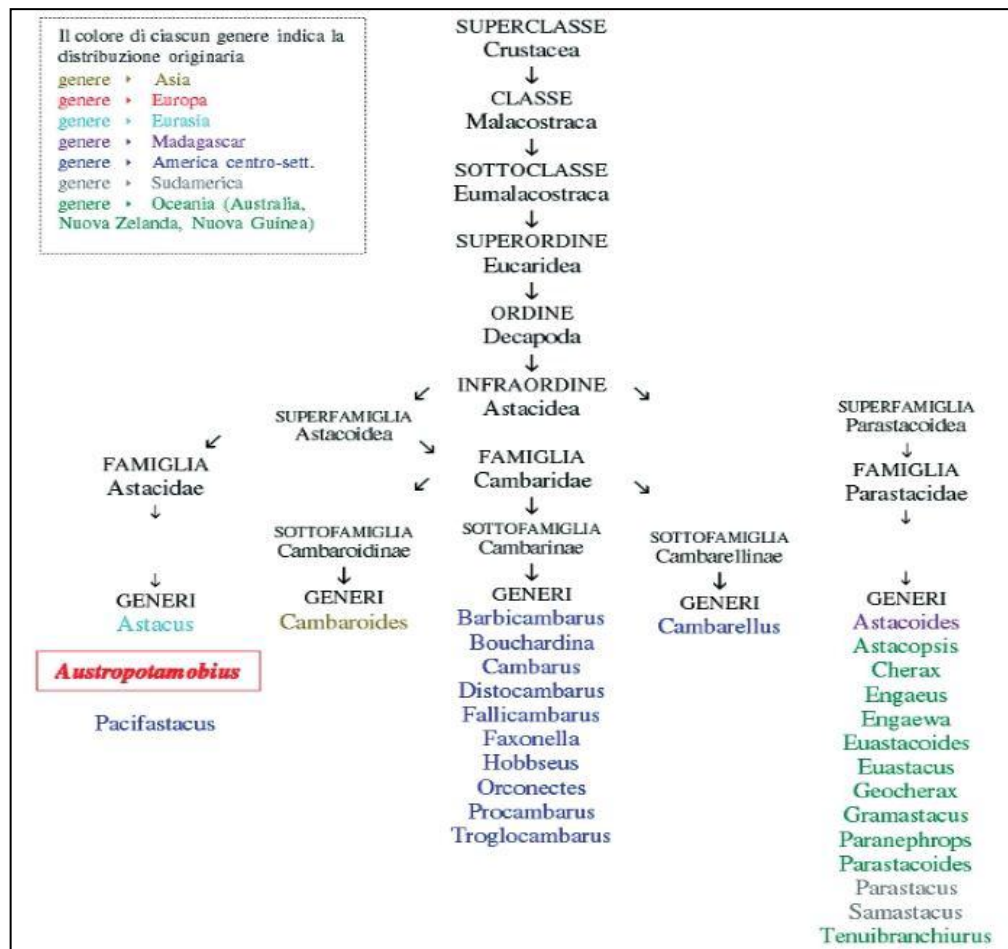 Il colore di ciascun genere indica la
distribuzione originaria
genere ‣ Asia
genere ‣ Europa
genere ‣ Eurasia
genere ‣ Madagascar
genere ‣ America centro-sett.
genere ‣ Sudamerica
genere ‣ Oceania (Australia,
Nuova Zelanda, Nuova Guinea)
SUPERCLASSE
Crustacea
↓
CLASSE
Malacostraca
↓
SOTTOCLASSE
Eumalacostraca
↓
SUPERORDINE
Eucaridea
↓
ORDINE
Decapoda
↓
INFRAORDINE
Astacidea
SUPERFAMIGLIA
Astacoidea
FAMIGLIA
Astacidae
↓
↓
GENERI
Astacus
Austropotamobius
Pacifastacus
FAMIGLIA
Cambaridae
SOTTOFAMIGLIA
Cambaroidinae
↓
GENERI
Cambaroides
SOTTOFAMIGLIA
Cambarinae
↓
GENERI
Barbicambarus
Bouchardina
Cambarus
Distocambarus
Fallicambarus
Faxonella
Hobbseus
Orconectes
Procambarus
Troglocambarus
SOTTOFAMIGLIA
Cambarellinae
↓
GENERI
Cambarellus
SUPERFAMIGLIA
Parastacoidea
↓
FAMIGLIA
Parastacidae
↓
↓
GENERI
Astacoides
Astacopsis
Cherax
Engaeus
Engaewa
Euastacoides
Euastacus
Geocherax
Gramastacus
Paranephrops
Parastacoides
Parastacus
Samastacus
Tenuibranchiurus